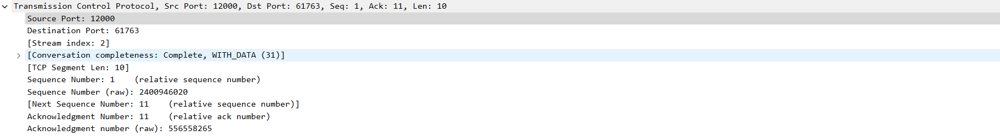 Transmission Control Protocol, Src Port: 12000, Dst Port: 61763, Seq: 1, Ack: 11, Len: 10
Source Port: 12000
Destination Port: 61763
[Stream index: 2]
[Conversation completeness: Complete, WITH_DATA (31)]
[TCP Segment Len: 10]
Sequence Number: 1    (relative sequence number)
Sequence Number (raw): 2400946020
[Next Sequence Number: 11    (relative sequence number)]
Acknowledgment Number: 11    (relative ack number)
Acknowledgment number (raw): 556558265